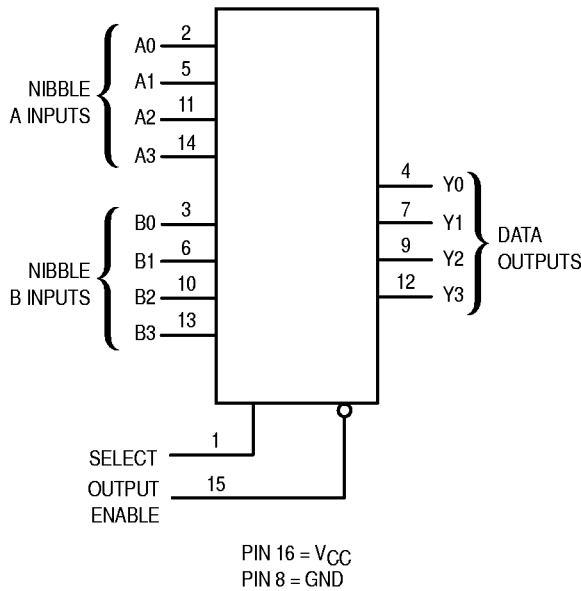 A0 2
A1 5
NIBBLE
A INPUTS
A2 11
A3 14
B0 3
B1 6
NIBBLE
B INPUTS
B2 10
B3 13
4 Y0
7 Y1
9 Y2
12 Y3
DATA
OUTPUTS
SELECT 1
OUTPUT
ENABLE
15
PIN 16 = VCC
PIN 8 = GND